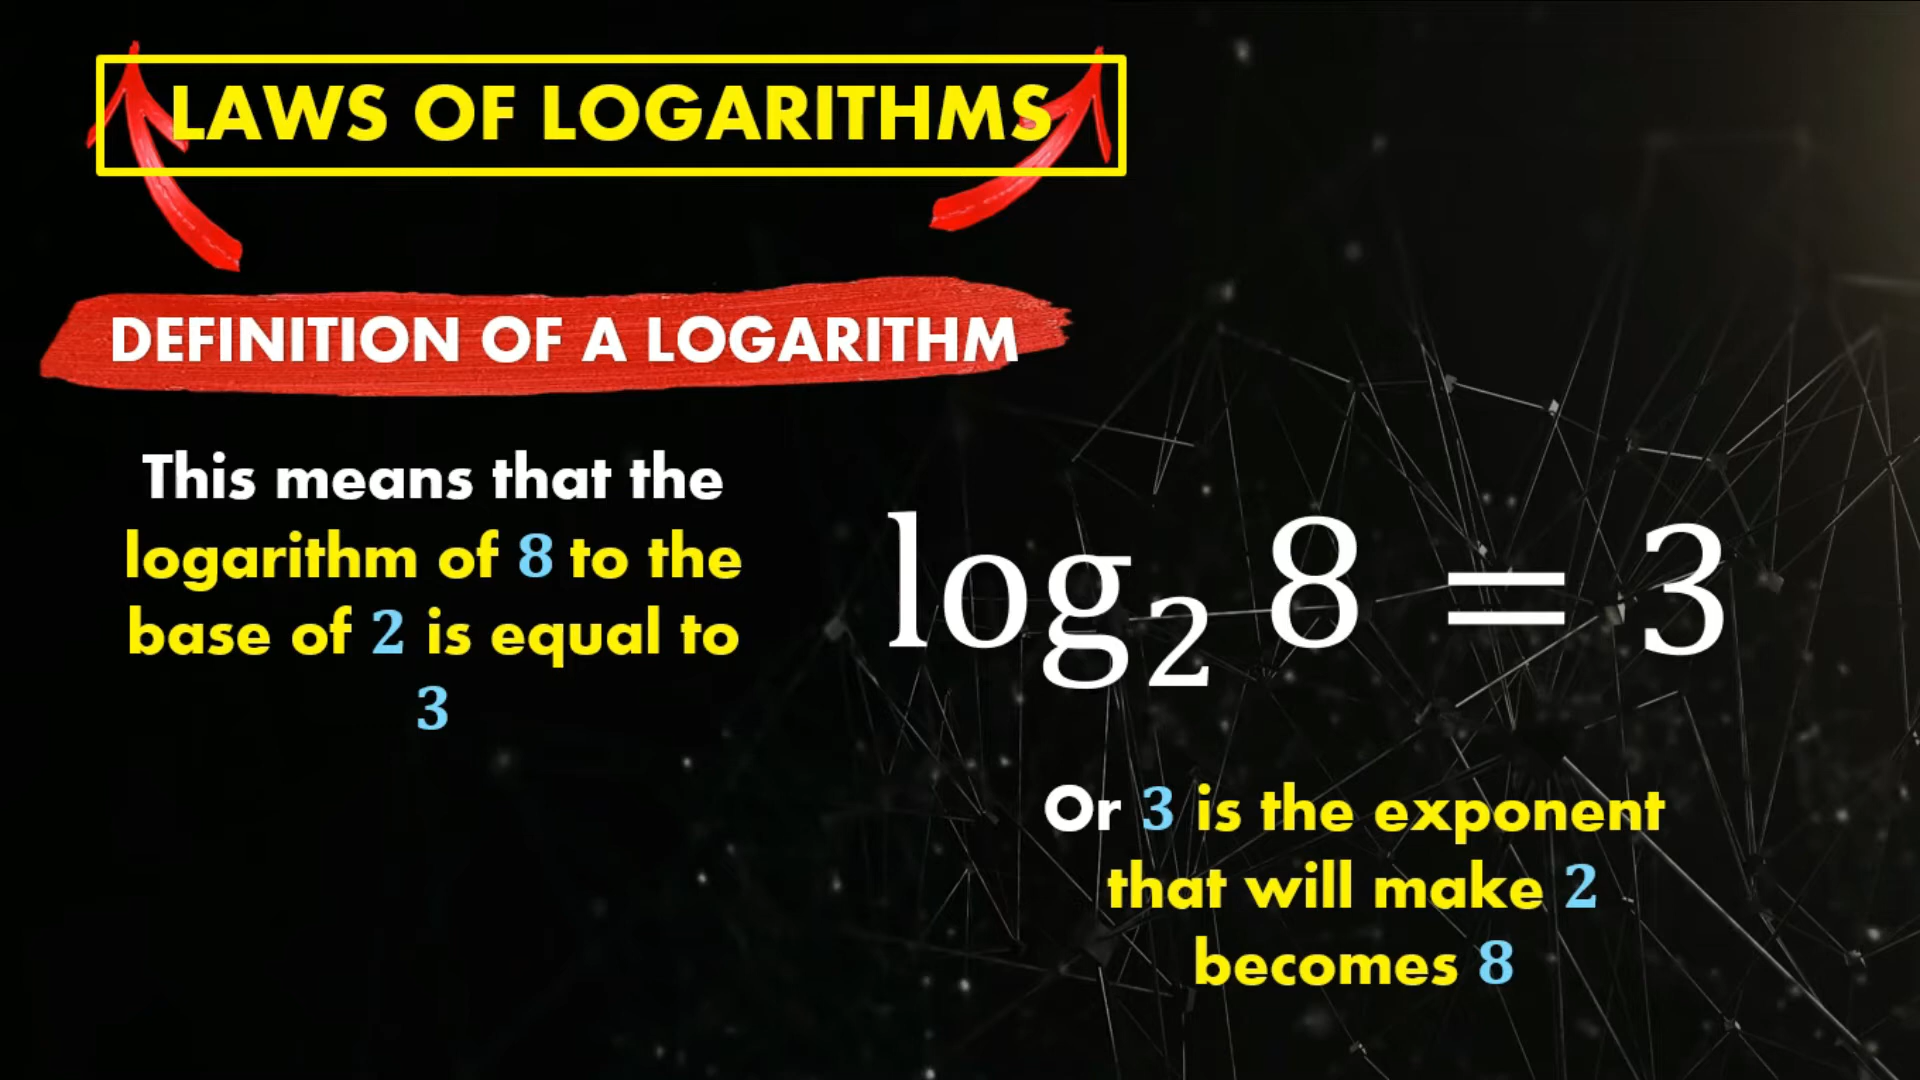 LAWS OF LOGARITHMS
DEFINITION OF A LOGARITHM
This means that the
logarithm of 8 to the
base of 2 is equal to
3
log₂ 8 = 3
Or 3 is the exponent
that will make 2
becomes 8